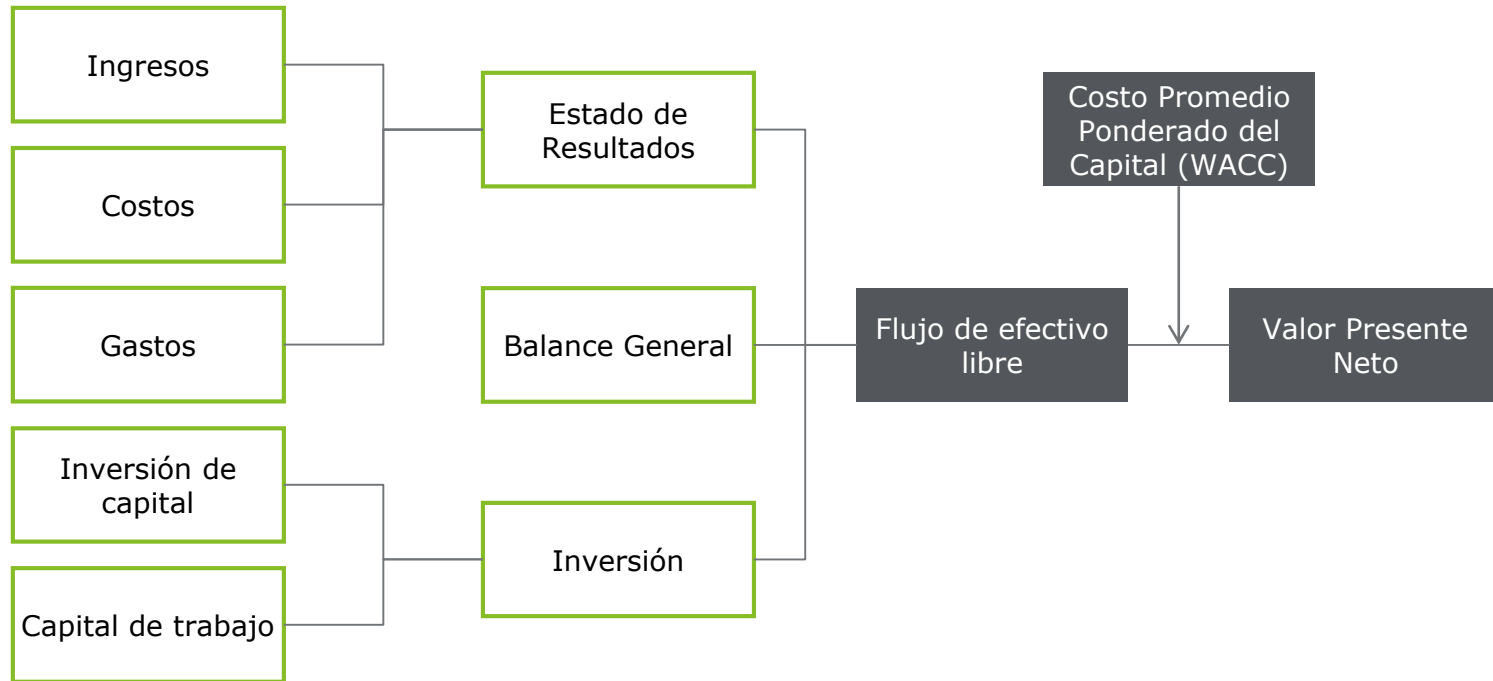 Ingresos
Costos
Gastos
Inversión de
capital
Capital de trabajo
Estado de
Resultados
Balance General
Inversión
Flujo de efectivo
libre
Costo Promedio
Ponderado del
Capital (WACC)
Valor Presente
Neto